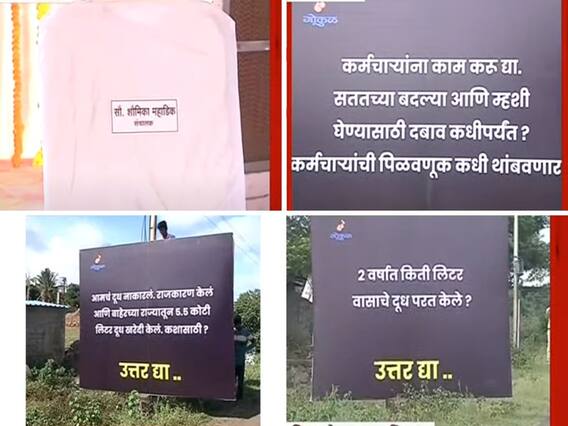 सौ. शौमिका महाडिक
संचालक
गोकुळ
कर्मचाऱ्यांना काम करू द्या.
सततच्या बदल्या आणि म्हशी
घेण्यासाठी दबाव कधीपर्यंत ?
कर्मचाऱ्यांची पिळवणूक कधी थांबवणार
गोकुळ
आमचं दूध नाकारलं. राजकारण केलं
आणि बाहेरच्या राज्यातून 5.5 कोटी
लिटर दूध खरेदी केलं. कशासाठी ?
उत्तर द्या ..
गोकुळ
2 वर्षात किती लिटर
वासाचे दूध परत केले ?
उत्तर द्या ..